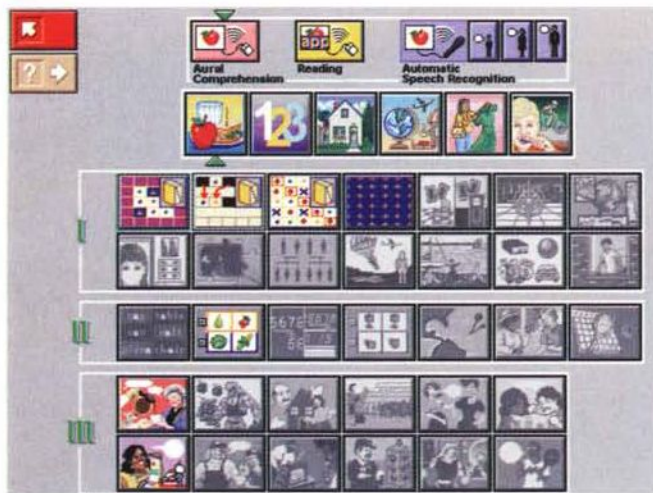 ?
app
Aural
Comprehension
Reading
Automatic
Speech Recognition
123
I
II
III